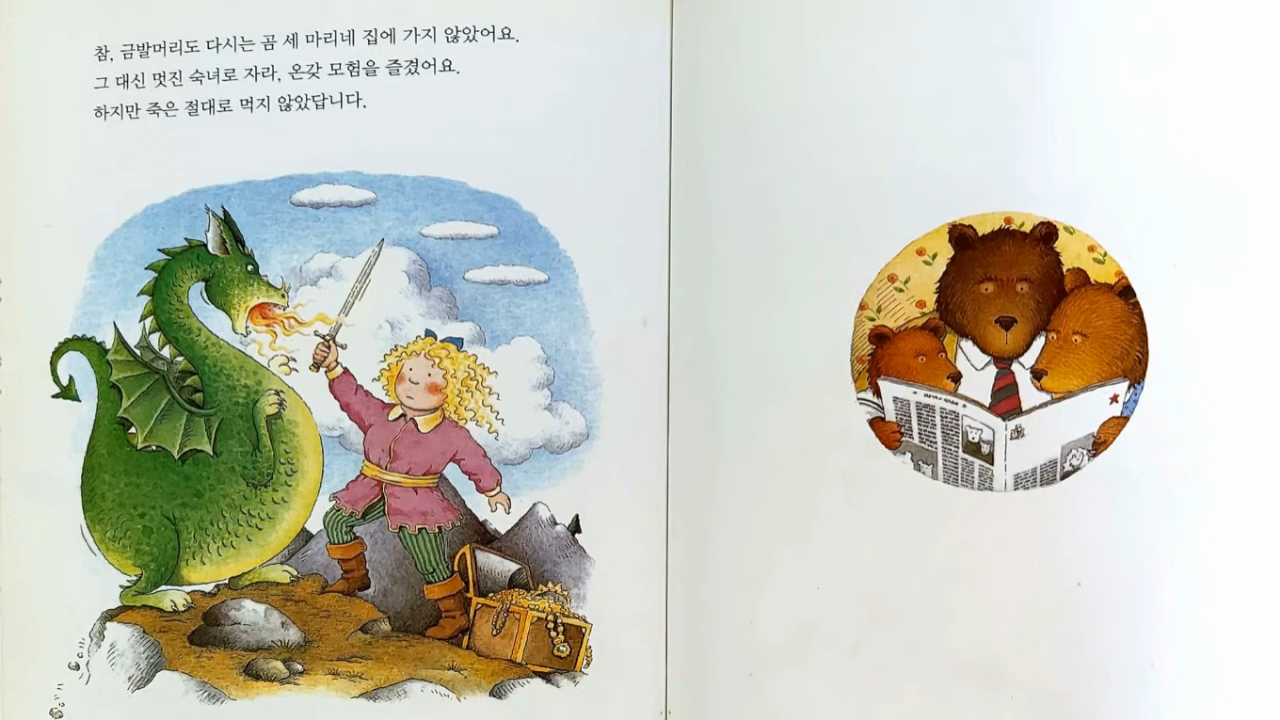 참, 금발머리도 다시는 곰 세 마리네 집에 가지 않았어요.
그 대신 멋진 숙녀로 자라, 온갖 모험을 즐겼어요.
하지만 죽은 절대로 먹지 않았답니다.